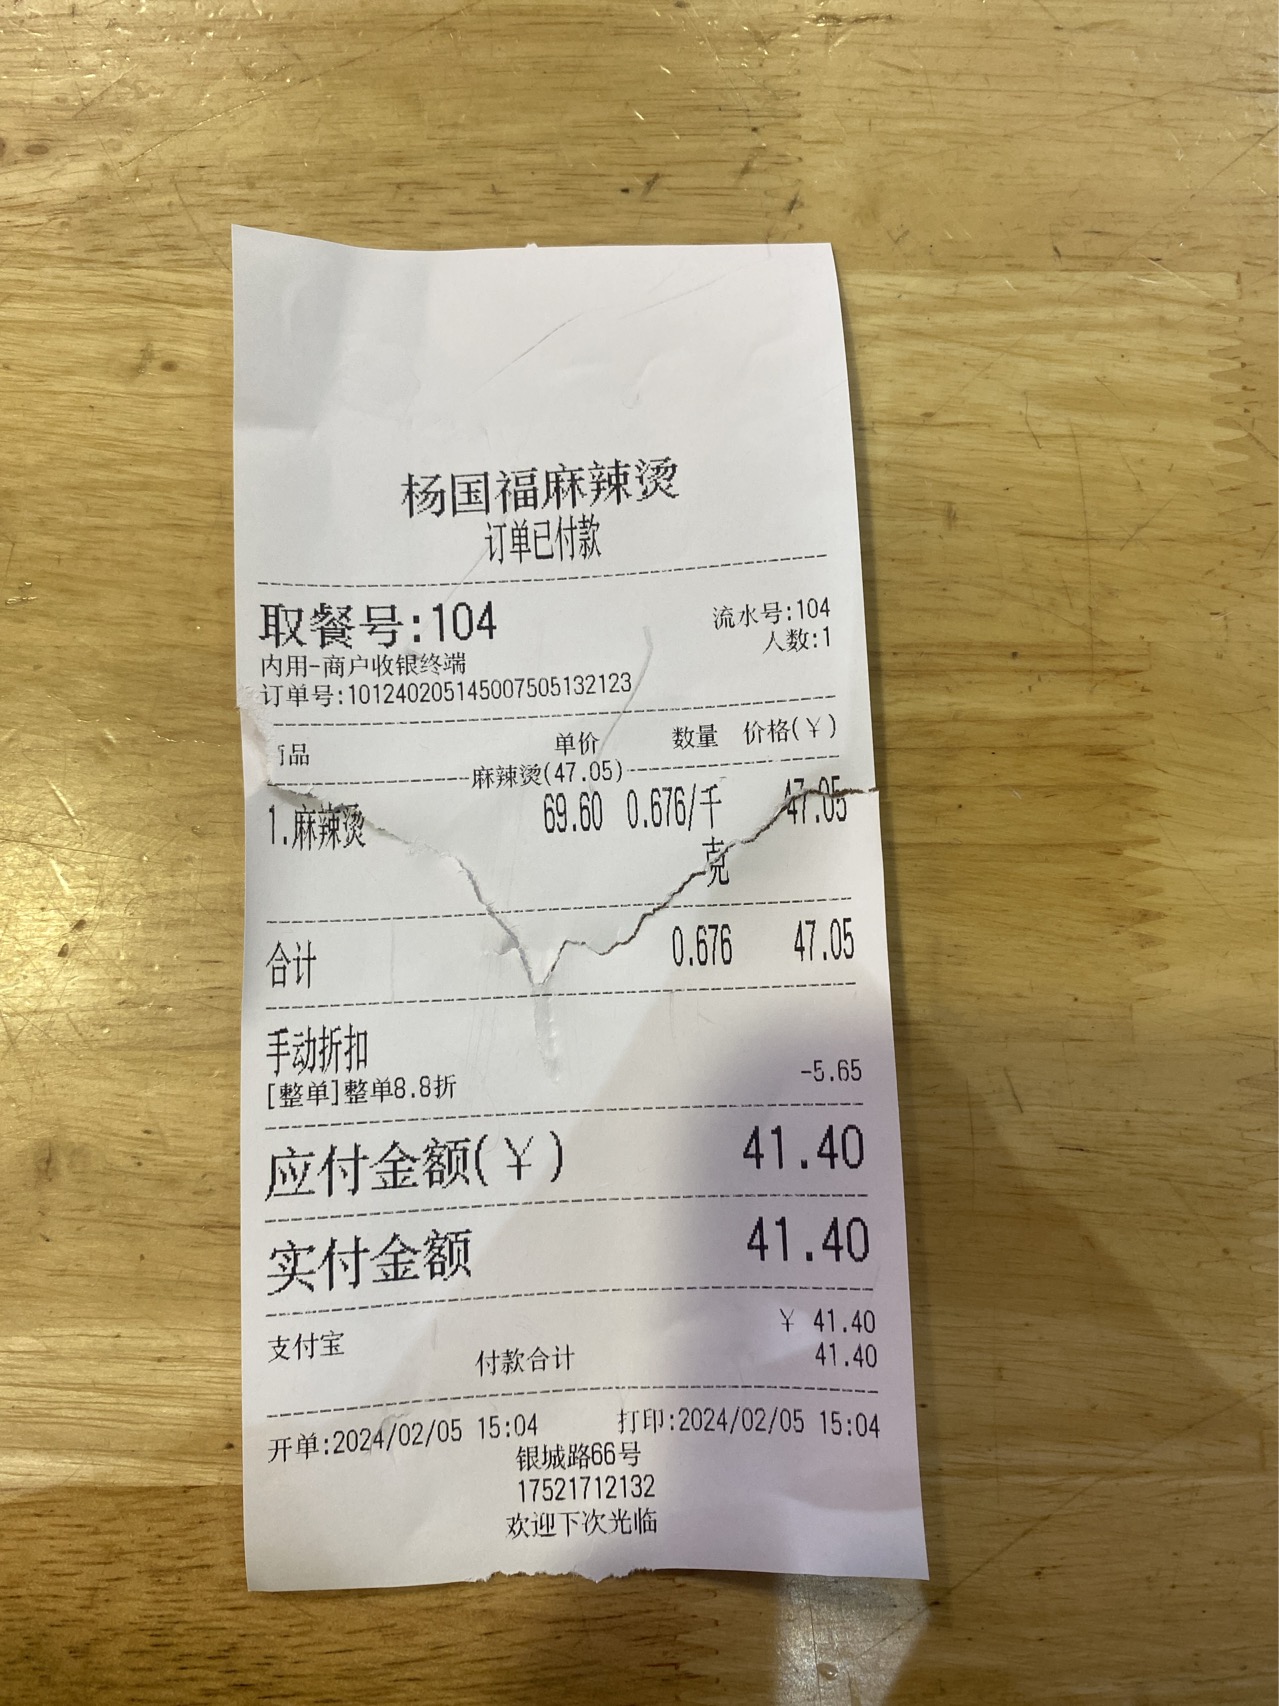 杨国福麻辣烫
订单已付款
取餐号:104
流水号:104
人数:1
内用-商户收银终端
订单号:101240205145007505132123
品 单价 数量 价格(¥)
麻辣烫(47.05)
1.麻辣烫 69.60 0.676/千克 47.05
合计 0.676 47.05
手动折扣
[整单]整单8.8折 -5.65
应付金额(¥) 41.40
实付金额 41.40
支付宝 ¥ 41.40
付款合计 41.40
开单:2024/02/05 15:04 打印:2024/02/05 15:04
银城路66号
17521712132
欢迎下次光临